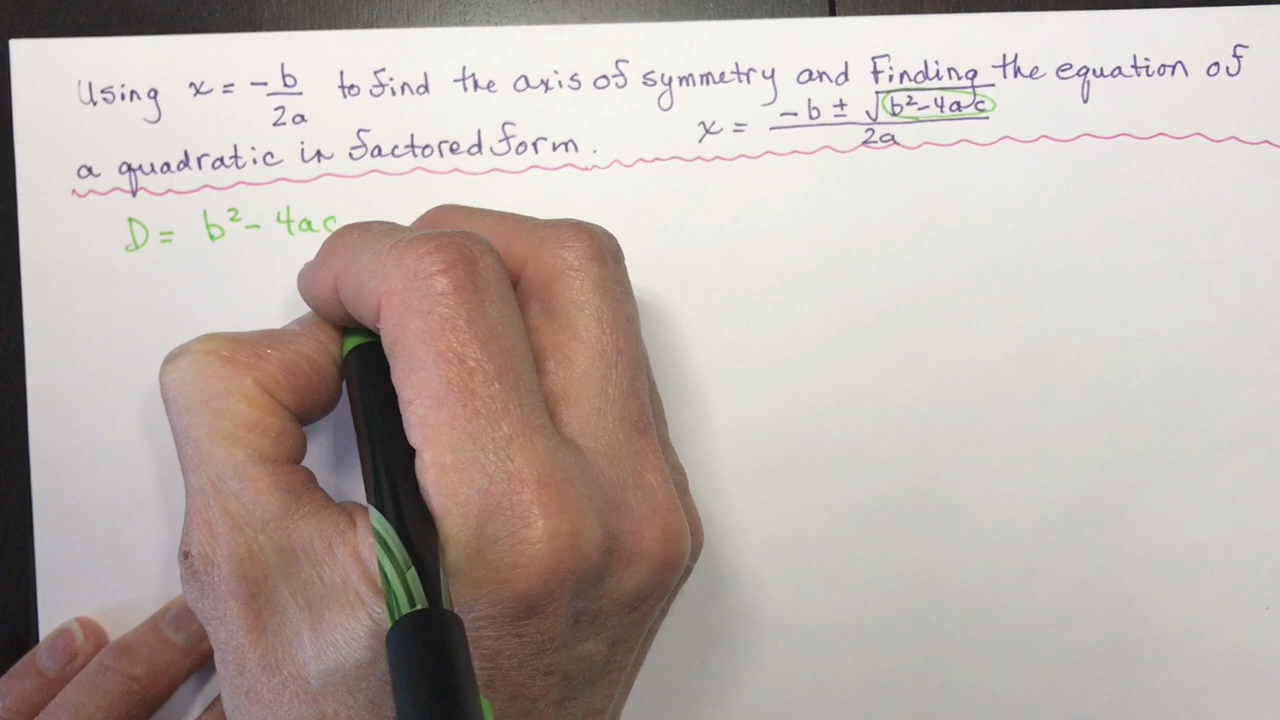 Using x = -b/2a to find the axis of symmetry and Finding the equation of
a quadratic in factored form. x = -b ± √b²-4ac / 2a
D = b² - 4ac